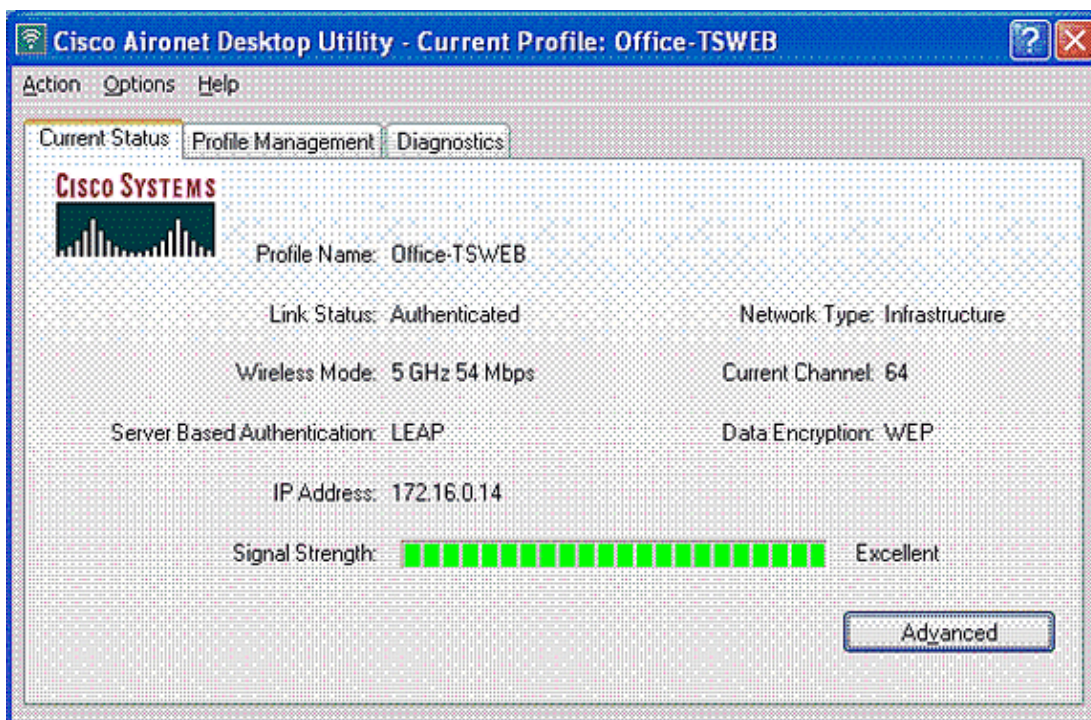 Cisco Aironet Desktop Utility - Current Profile: Office-TSWEB
Action Options Help
Current Status Profile Management Diagnostics
CISCO SYSTEMS
Profile Name: Office-TSWEB
Link Status: Authenticated Network Type: Infrastructure
Wireless Mode: 5 GHz 54 Mbps Current Channel: 64
Server Based Authentication: LEAP Data Encryption: WEP
IP Address: 172.16.0.14
Signal Strength: Excellent
Advanced